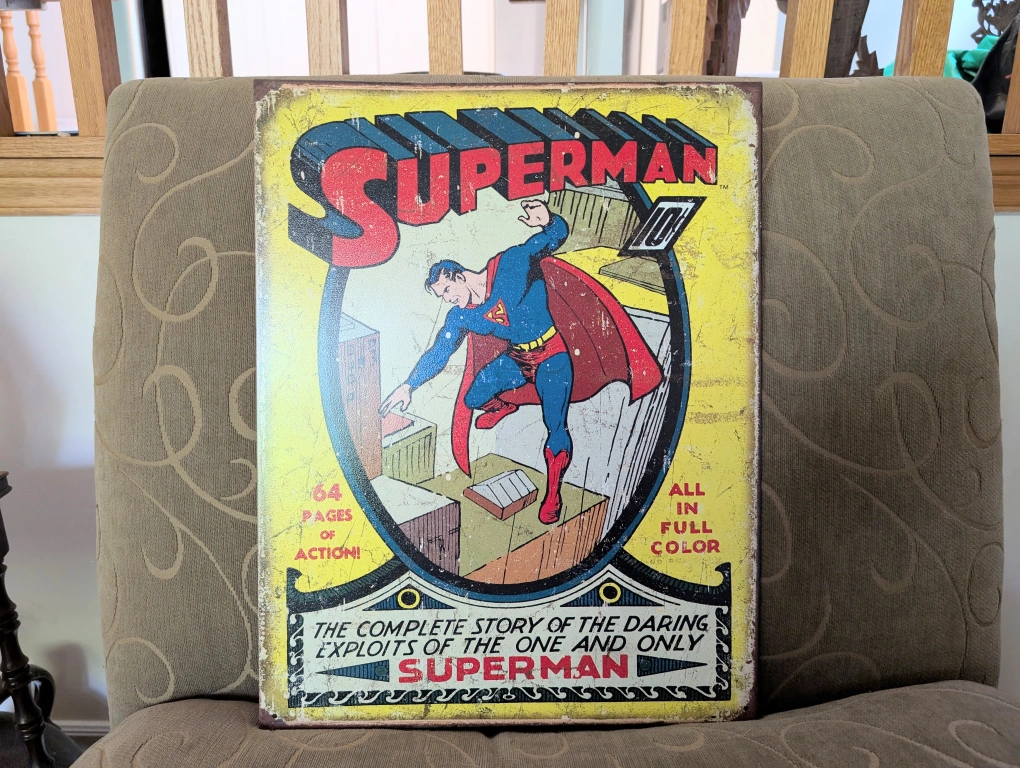 SUPERMAN
TM
10¢
S
64
PAGES
OF
ACTION!
ALL
IN
FULL
COLOR
THE COMPLETE STORY OF THE DARING
EXPLOITS OF THE ONE AND ONLY
SUPERMAN